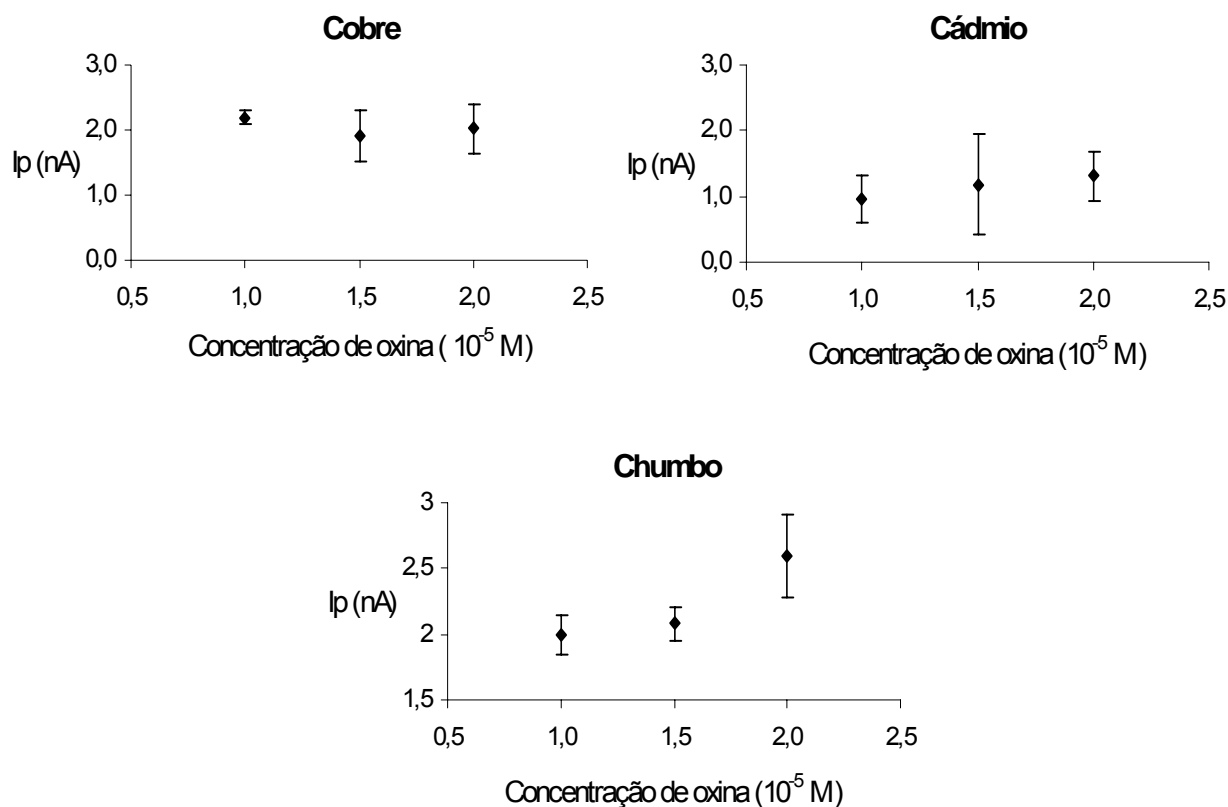 Cobre
3,0
2,0
1,0
0,0
Ip (nA)
0,5 1,0 1,5 2,0 2,5
Concentração de oxina ( 10⁻⁵ M)
Cádmio
3,0
2,0
1,0
0,0
Ip (nA)
0,5 1,0 1,5 2,0 2,5
Concentração de oxina (10⁻⁵ M)
Chumbo
3
2,5
2
1,5
Ip (nA)
0,5 1,0 1,5 2,0 2,5
Concentração de oxina (10⁻⁵ M)